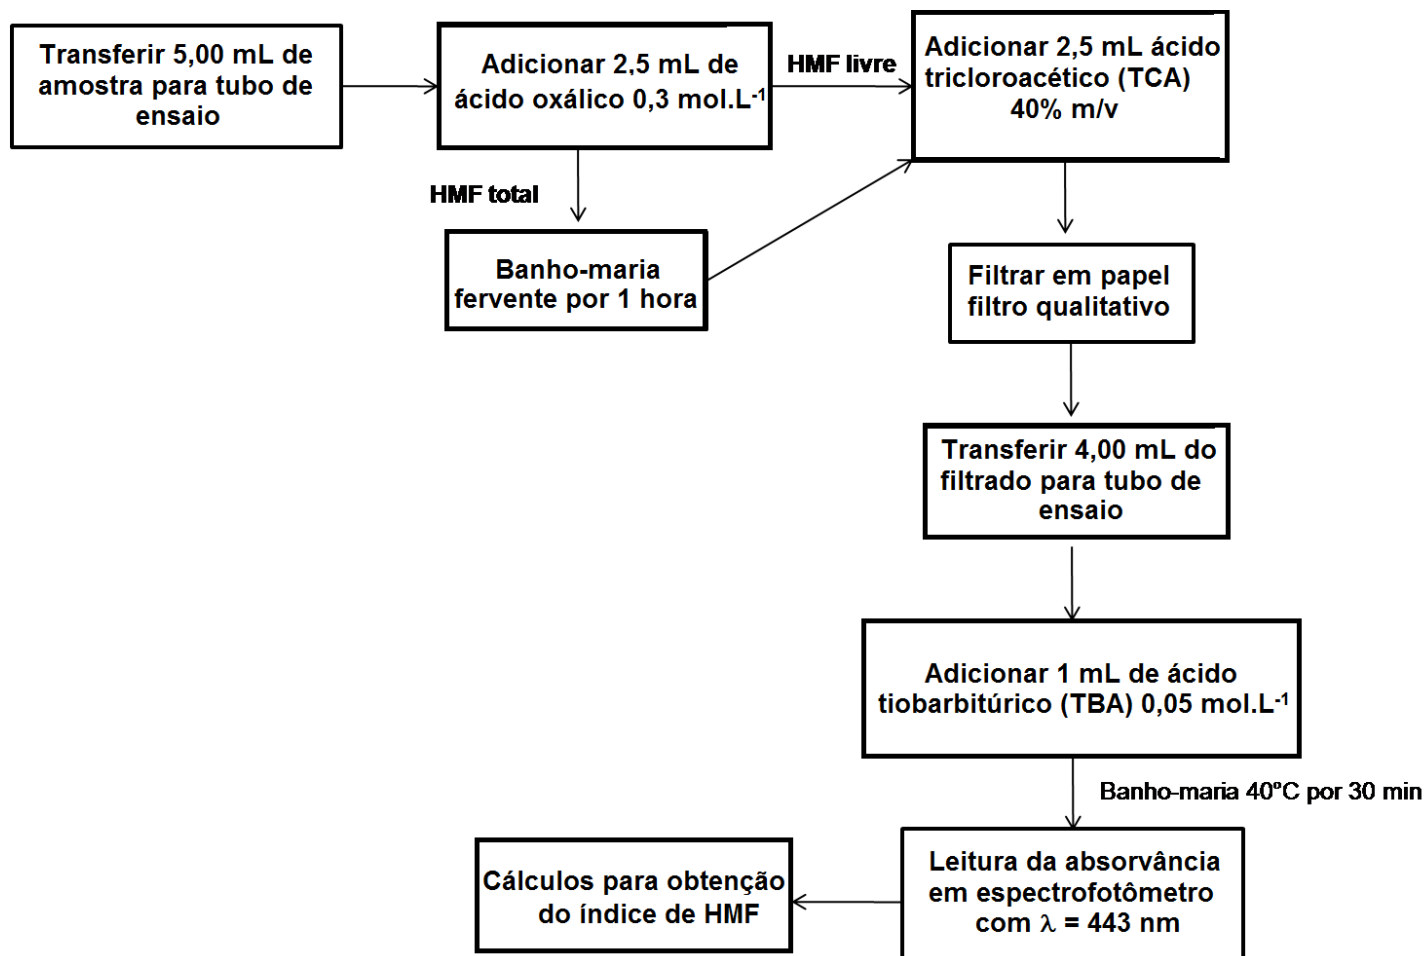 Transferir 5,00 mL de
amostra para tubo de
ensaio
Adicionar 2,5 mL de
ácido oxálico 0,3 mol.L-1
HMF livre
Adicionar 2,5 mL ácido
tricloroacético (TCA)
40% m/v
HMF total
Banho-maria
fervente por 1 hora
Filtrar em papel
filtro qualitativo
Transferir 4,00 mL do
filtrado para tubo de
ensaio
Adicionar 1 mL de ácido
tiobarbitúrico (TBA) 0,05 mol.L-1
Banho-maria 40ºC por 30 min
Leitura da absorvância
em espectrofotômetro
com λ = 443 nm
Cálculos para obtenção
do índice de HMF